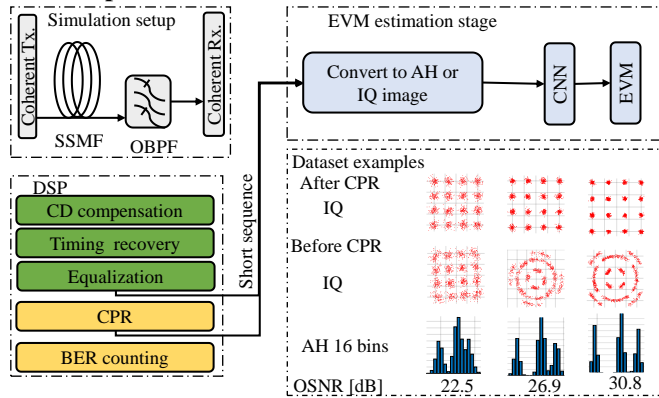 Simulation setup
Coherent Tx.
SSMF
OBPF
Coherent Rx.
EVM estimation stage
Convert to AH or
IQ image
CNN
EVM
DSP
CD compensation
Timing recovery
Equalization
CPR
BER counting
Short sequence
Dataset examples
After CPR
IQ
Before CPR
IQ
AH 16 bins
OSNR [dB] 22.5 26.9 30.8